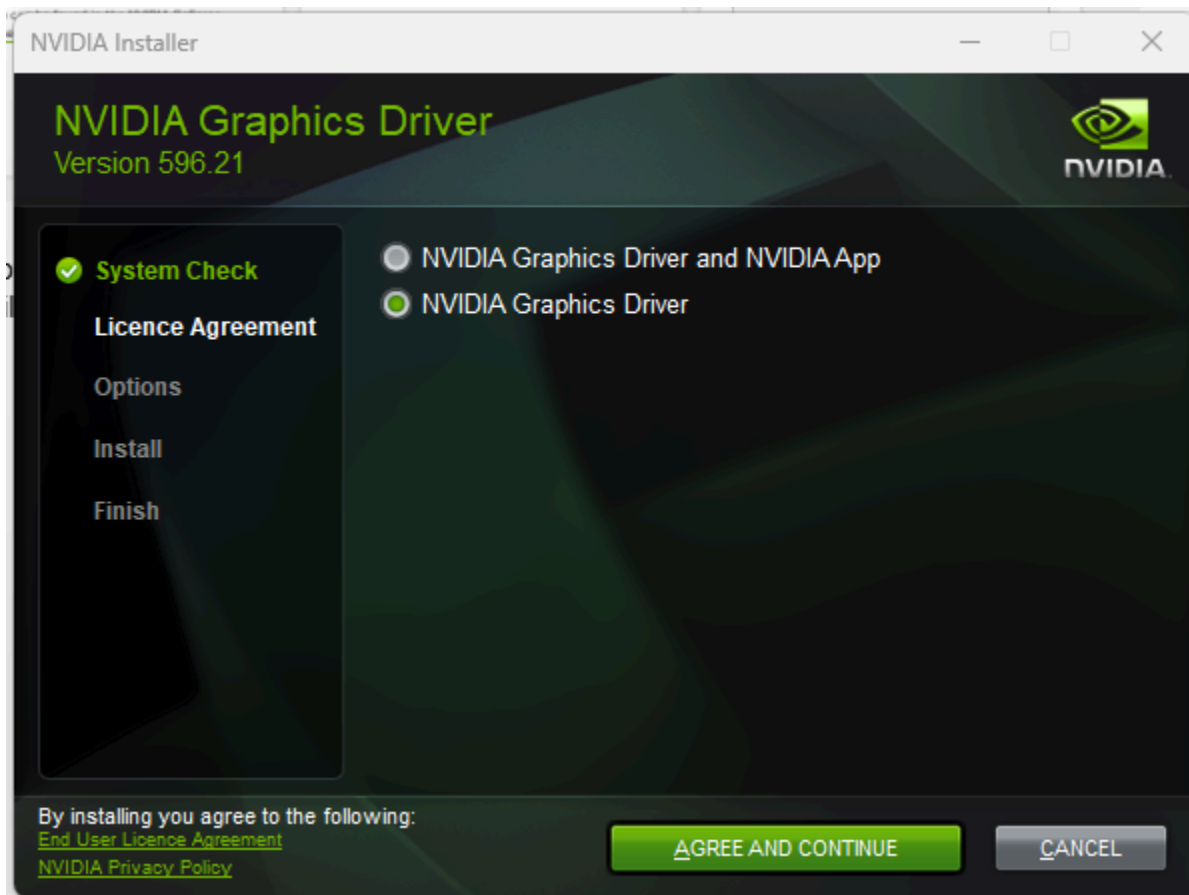 NVIDIA Installer
NVIDIA Graphics Driver
Version 596.21
NVIDIA.
System Check
Licence Agreement
Options
Install
Finish
NVIDIA Graphics Driver and NVIDIA App
NVIDIA Graphics Driver
By installing you agree to the following:
End User Licence Agreement
NVIDIA Privacy Policy
AGREE AND CONTINUE
CANCEL